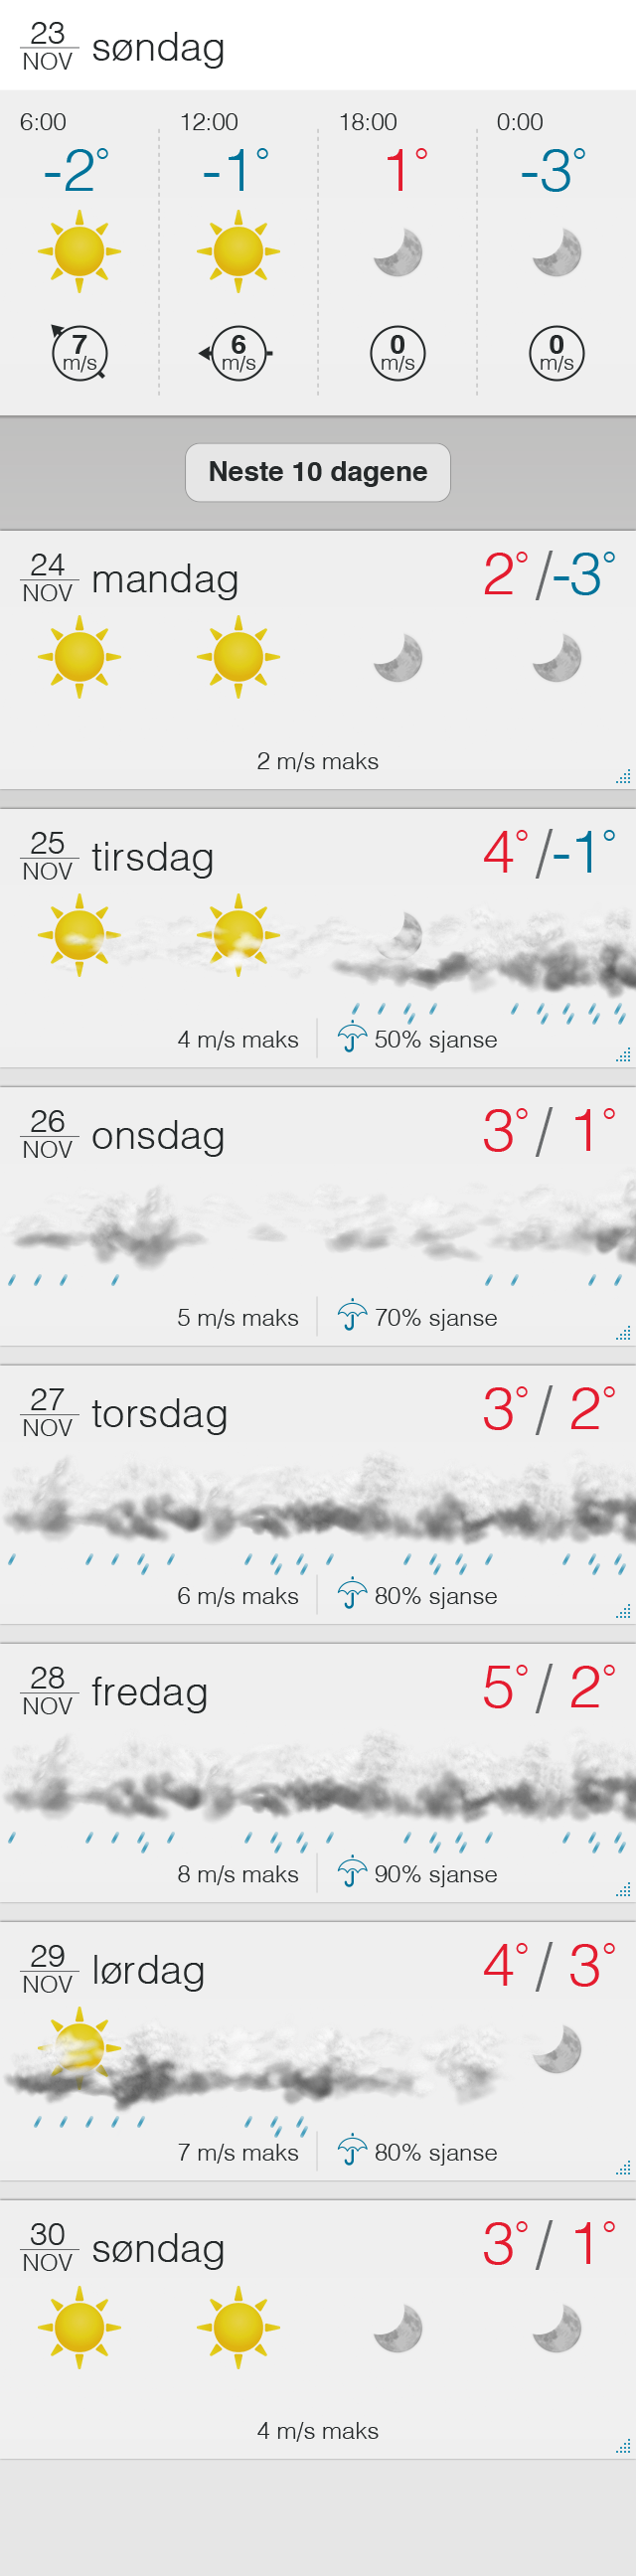 23
NOV
søndag
6:00 12:00 18:00 0:00
-2° -1° 1° -3°
7 6 0 0
m/s m/s m/s m/s
Neste 10 dagene
24
NOV
mandag
2°/-3°
2 m/s maks
25
NOV
tirsdag
4°/-1°
4 m/s maks
50% sjanse
26
NOV
onsdag
3°/ 1°
5 m/s maks
70% sjanse
27
NOV
torsdag
3°/ 2°
6 m/s maks
80% sjanse
28
NOV
fredag
5°/ 2°
8 m/s maks
90% sjanse
29
NOV
lørdag
4°/ 3°
7 m/s maks
80% sjanse
30
NOV
søndag
3°/ 1°
4 m/s maks